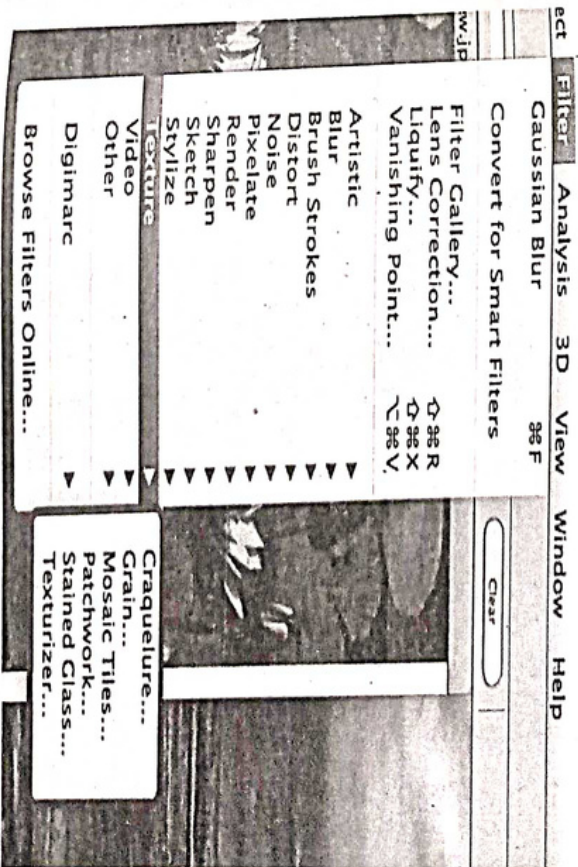 ect Filter Analysis 3D View Window Help
Gaussian Blur ⌘F
Convert for Smart Filters
Filter Gallery...
Lens Correction... ⇧⌘R
Liquify... ⇧⌘X
Vanishing Point... ⌥⌘V
Artistic
Blur
Brush Strokes
Distort
Noise
Pixelate
Render
Sharpen
Sketch
Stylize
Texture
Video
Other
Digimarc
Browse Filters Online...
Clear
w.jp
Craquelure...
Grain...
Mosaic Tiles...
Patchwork...
Stained Glass...
Texturizer...